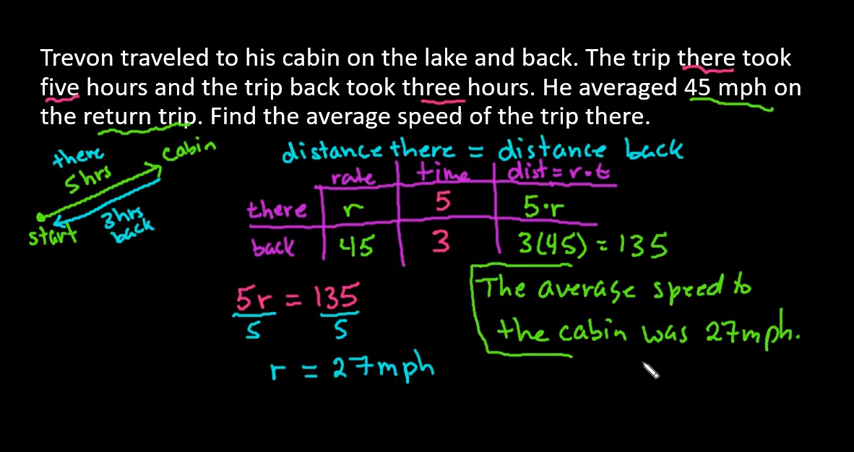 Trevon traveled to his cabin on the lake and back. The trip there took
five hours and the trip back took three hours. He averaged 45 mph on
the return trip. Find the average speed of the trip there.
there
5 hrs
cabin
start
3hrs
back
distance there = distance back
rate time dist = r·t
there r 5 5·r
back 45 3 3(45) = 135
5r = 135
5 5
r = 27mph
The average speed to
the cabin was 27mph.